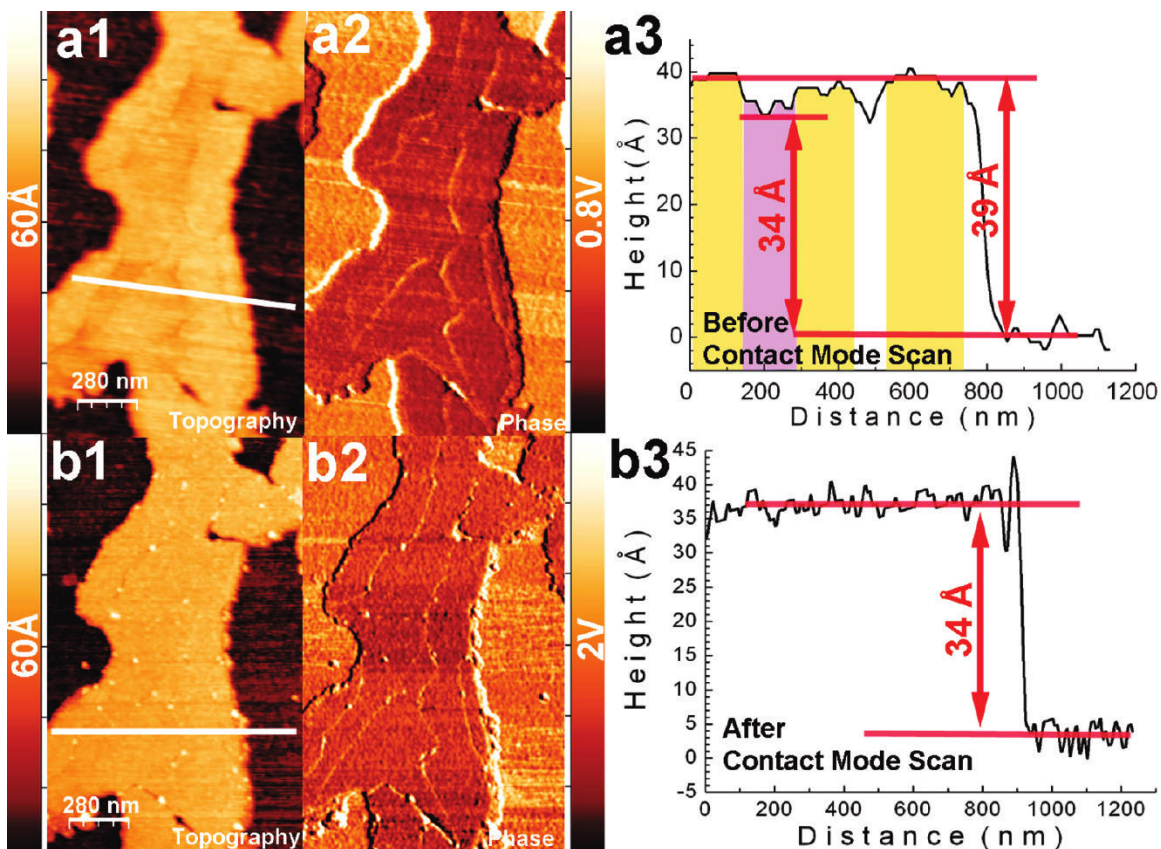 a1
60Å
280 nm
Topography
a2
Phase
0.8V
a3
Height(Å)
40
30
20
10
0
34 Å
39 Å
Before
Contact Mode Scan
0 200 400 600 800 1000 1200
Distance (nm)
b1
60Å
280 nm
Topography
b2
Phase
2V
b3
Height (Å)
45
40
35
30
25
20
15
10
5
0
-5
34 Å
After
Contact Mode Scan
0 200 400 600 800 1000 1200
Distance (nm)